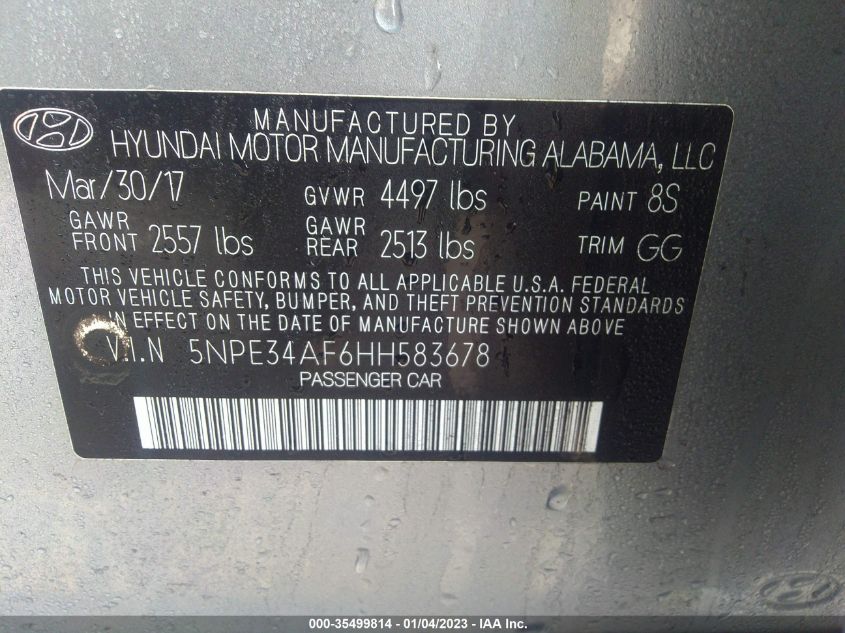 MANUFACTURED BY
HYUNDAI MOTOR MANUFACTURING ALABAMA, LLC
Mar/30/17 GVWR 4497 lbs PAINT 8S
GAWR FRONT 2557 lbs GAWR REAR 2513 lbs TRIM GG
THIS VEHICLE CONFORMS TO ALL APPLICABLE U.S.A. FEDERAL
MOTOR VEHICLE SAFETY, BUMPER, AND THEFT PREVENTION STANDARDS
IN EFFECT ON THE DATE OF MANUFACTURE SHOWN ABOVE
V.I.N 5NPE34AF6HH583678
PASSENGER CAR
000-35499814 - 01/04/2023 - IAA Inc.